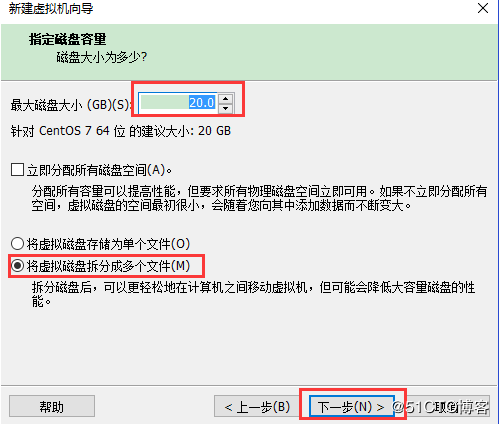 新建虚拟机向导
指定磁盘容量
磁盘大小为多少?
最大磁盘大小 (GB)(S): 20.0
针对 CentOS 7 64 位 的建议大小: 20 GB
立即分配所有磁盘空间(A)。
分配所有容量可以提高性能，但要求所有物理磁盘空间立即可用。如果不立即分配所有
空间，虚拟磁盘的空间最初很小，会随着您向其中添加数据而不断变大。
将虚拟磁盘存储为单个文件(O)
将虚拟磁盘拆分成多个文件(M)
拆分磁盘后，可以更轻松地在计算机之间移动虚拟机，但可能会降低大容量磁盘的性
能。
帮助 < 上一步(B) 下一步(N) > 取消
@51CTO博客